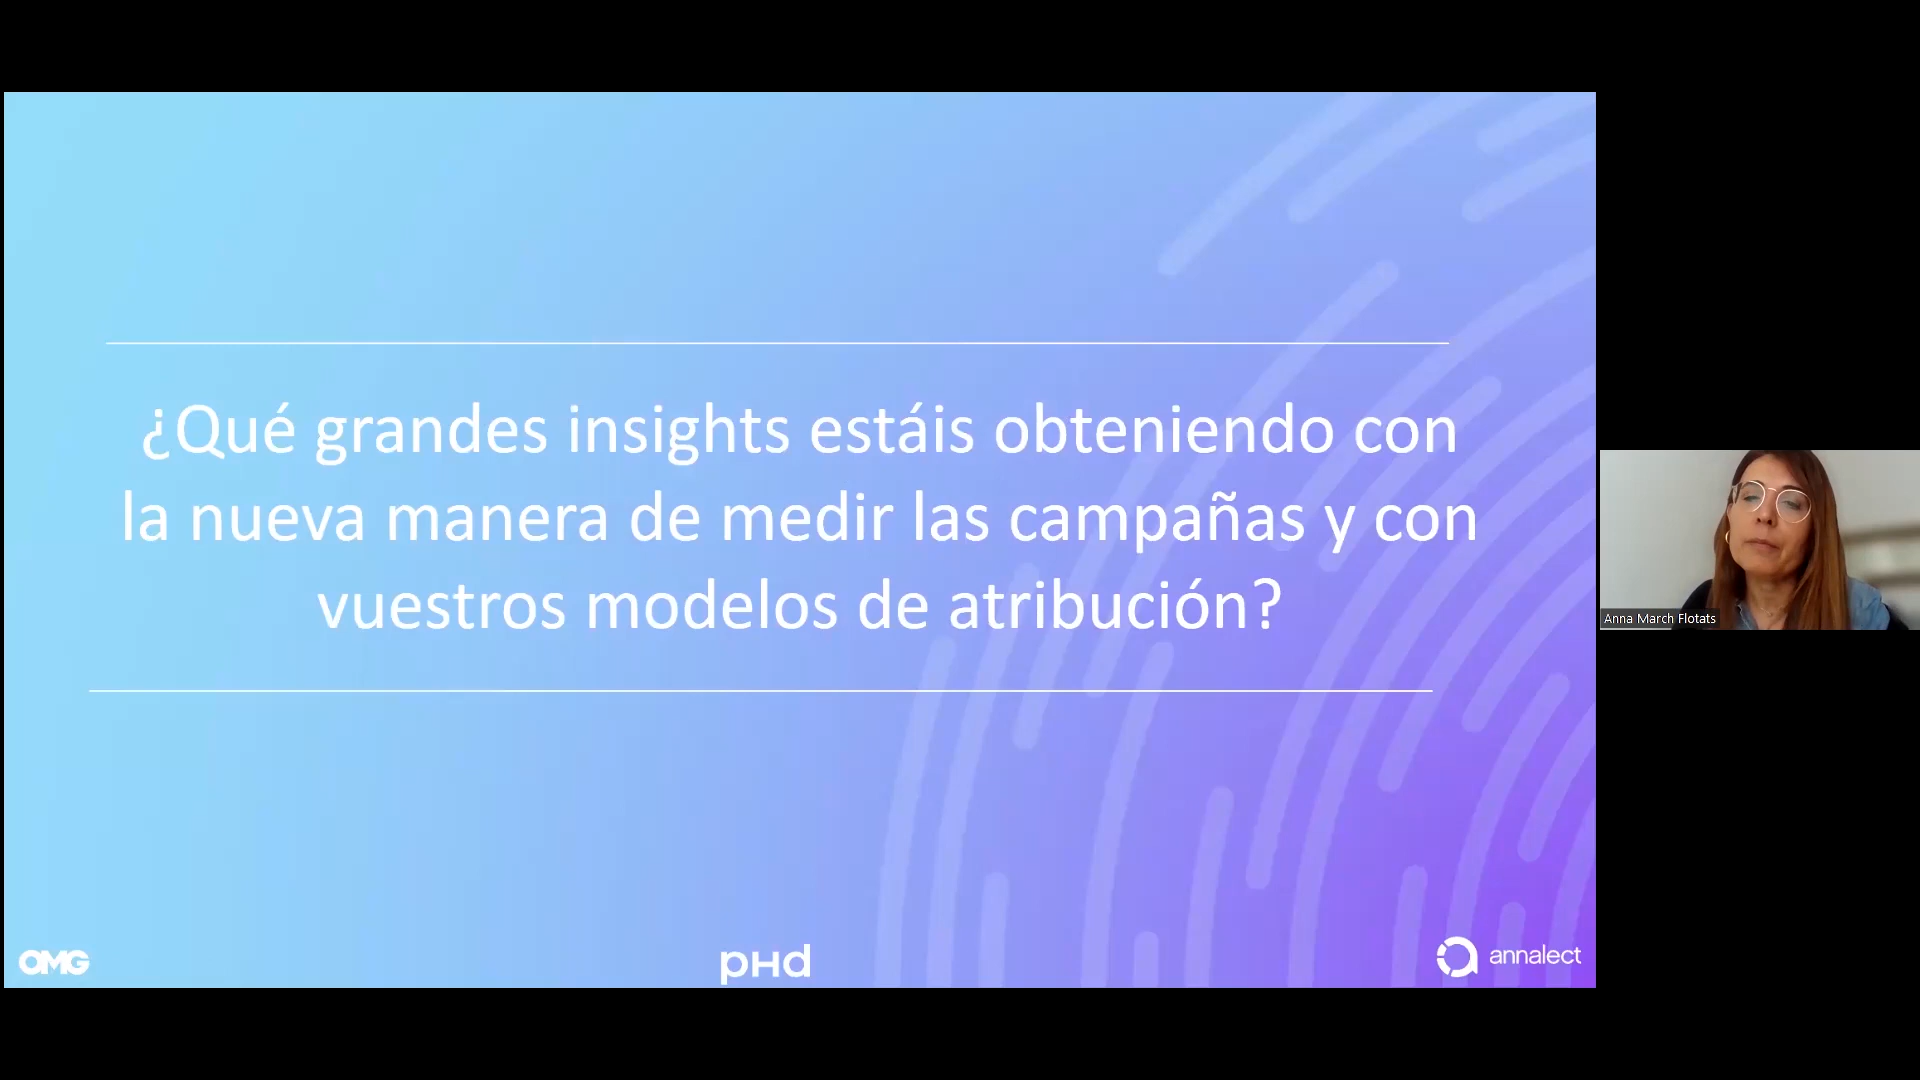 ¿Qué grandes insights estáis obteniendo con
la nueva manera de medir las campañas y con
vuestros modelos de atribución?
Anna March Flotats
OMG
phd
annalect